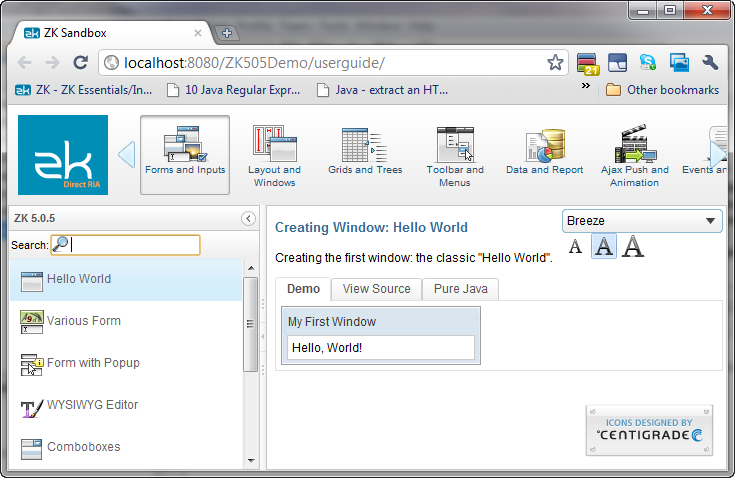 ZK Sandbox
localhost:8080/ZK505Demo/userguide/
21
ZK - ZK Essentials/In...
10 Java Regular Expr...
Java - extract an HT...
»
Other bookmarks
zk
Direct RIA
Forms and Inputs
Layout and
Windows
Grids and Trees
Toolbar and
Menus
Data and Report
Ajax Push and
Animation
Events an
ZK 5.0.5
Search:
Hello World
Various Form
Form with Popup
WYSIWYG Editor
Comboboxes
Creating Window: Hello World
Breeze
A A A
Creating the first window: the classic "Hello World".
Demo
View Source
Pure Java
My First Window
Hello, World!
ICONS DESIGNED BY
CENTIGRADE